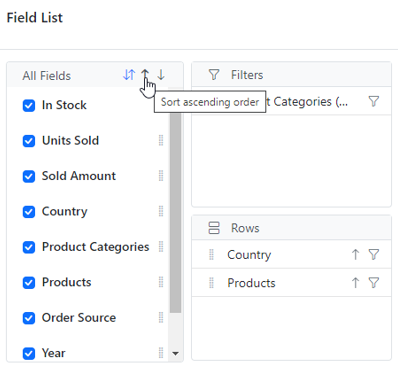 Field List
All Fields
Sort ascending order
In Stock
Units Sold
Sold Amount
Country
Product Categories
Products
Order Source
Year
Filters
t Categories (...
Rows
Country
Products